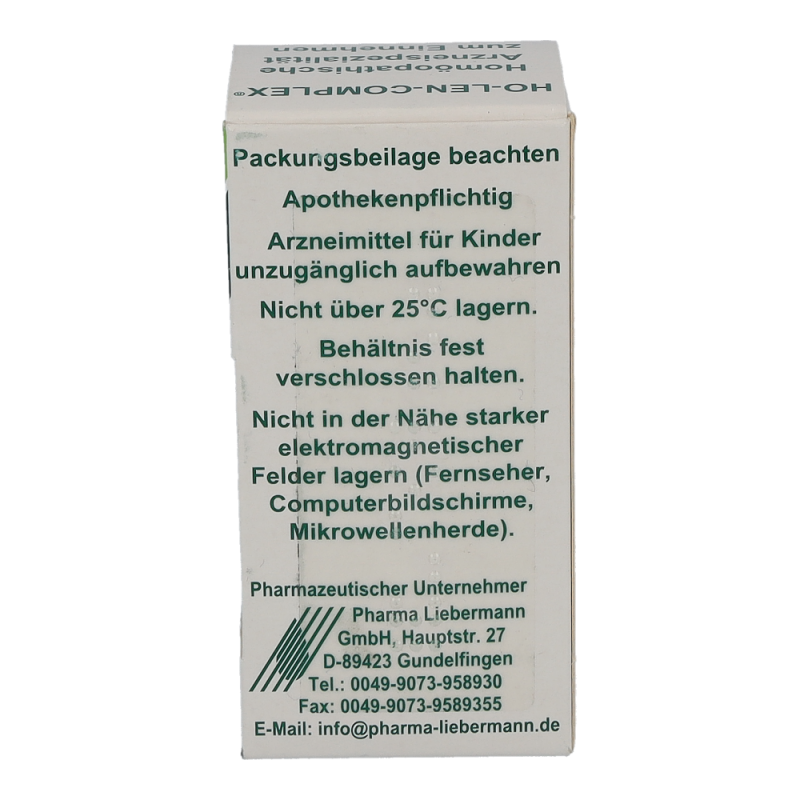 HO-LEN-COMPLEX®
Homöopathische
Arzneispezialität
zum Einnehmen
Packungsbeilage beachten
Apothekenpflichtig
Arzneimittel für Kinder
unzugänglich aufbewahren
Nicht über 25°C lagern.
Behältnis fest
verschlossen halten.
Nicht in der Nähe starker
elektromagnetischer
Felder lagern (Fernseher,
Computerbildschirme,
Mikrowellenherde).
Pharmazeutischer Unternehmer
Pharma Liebermann
GmbH, Hauptstr. 27
D-89423 Gundelfingen
Tel.: 0049-9073-958930
Fax: 0049-9073-9589355
E-Mail: info@pharma-liebermann.de